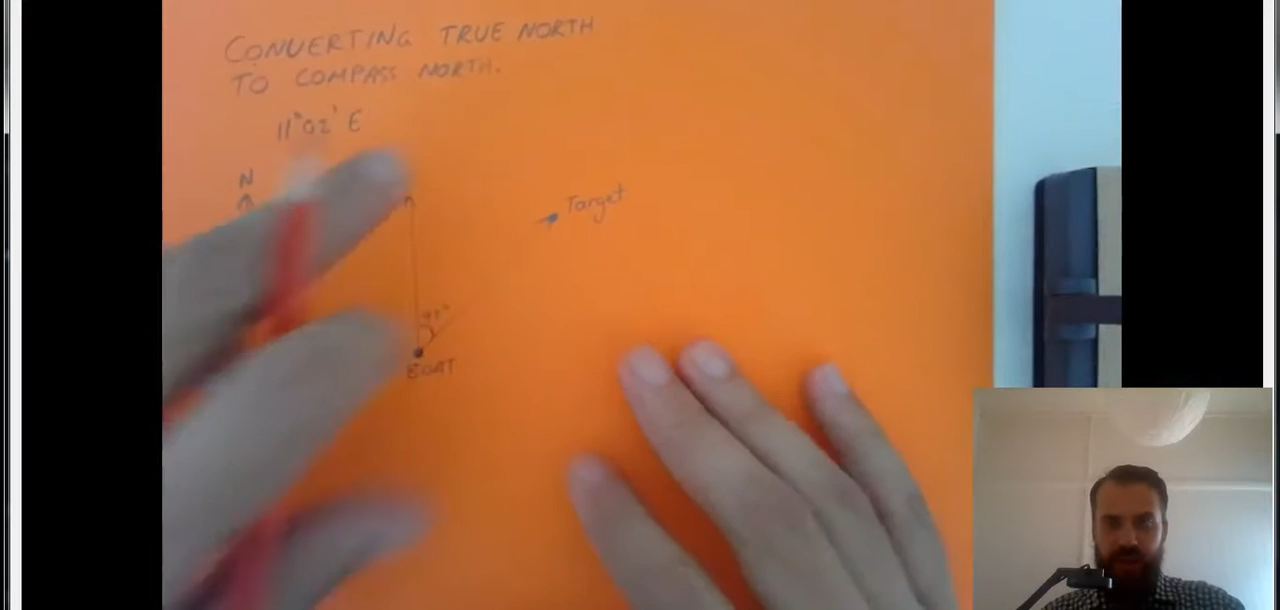 CONVERTING TRUE NORTH
TO COMPASS NORTH.
11°02' E
N
Target
BOAT